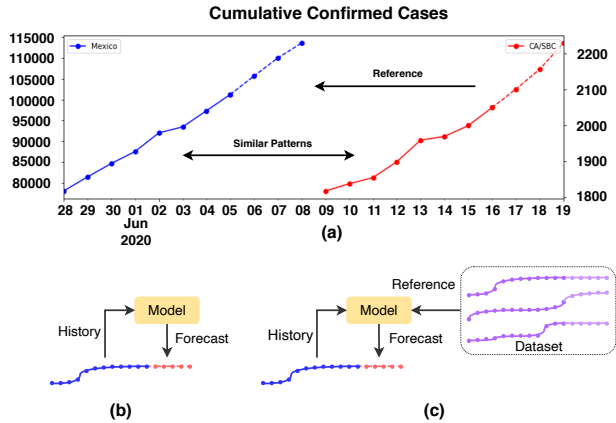 Cumulative Confirmed Cases
Mexico
CA/SBC
115000
110000
105000
100000
95000
90000
85000
80000
2200
2100
2000
1900
1800
Reference
Similar Patterns
28 29 30 31 01 02 03 04 05 06 07 08 09 10 11 12 13 14 15 16 17 18 19
Jun
2020
(a)
Model
History
Forecast
(b)
Model
History
Forecast
Reference
Dataset
(c)